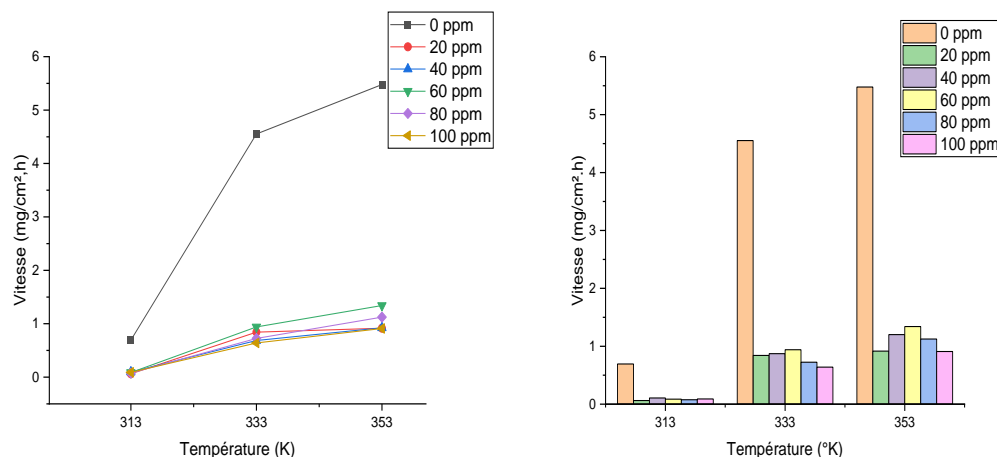 0 ppm
20 ppm
40 ppm
60 ppm
80 ppm
100 ppm
6
5
4
3
2
1
0
Vitesse (mg/cm²,h)
313
333
353
Température (K)
0 ppm
20 ppm
40 ppm
60 ppm
80 ppm
100 ppm
6
5
4
3
2
1
0
Vitesse (mg/cm².h)
313
333
353
Température (°K)